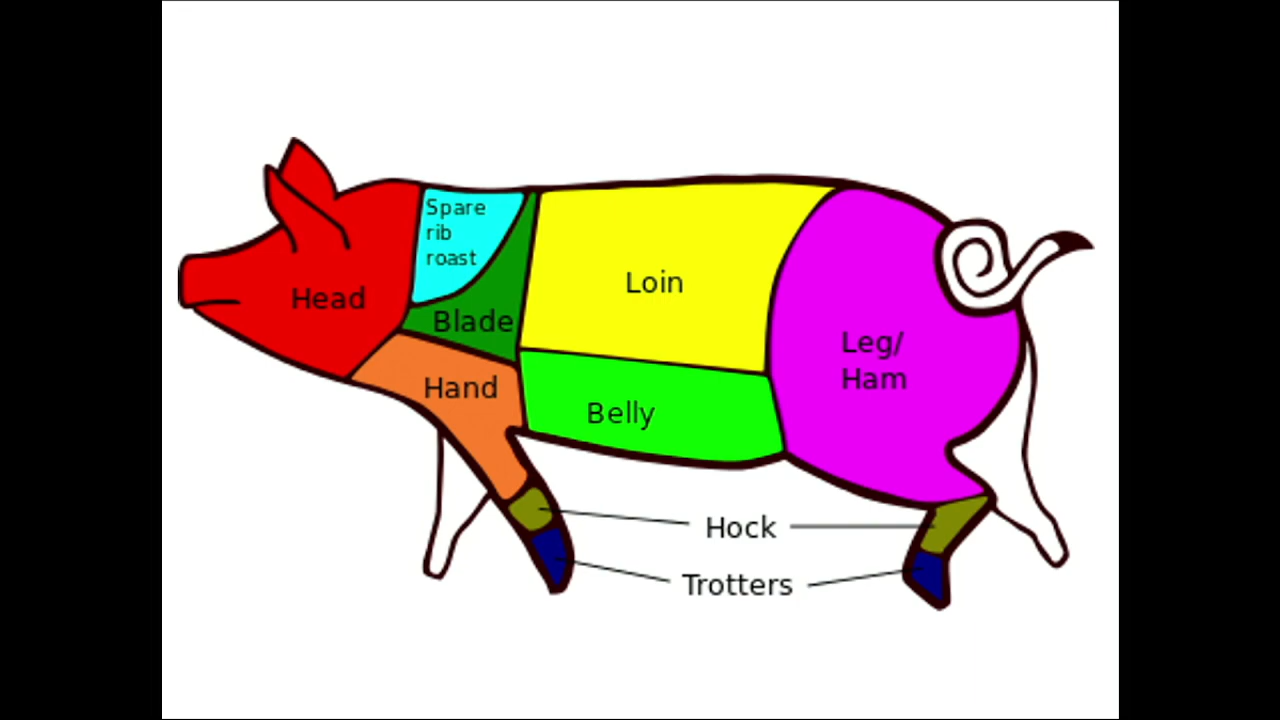 Spare
rib
roast
Head
Blade
Loin
Hand
Belly
Leg/
Ham
Hock
Trotters